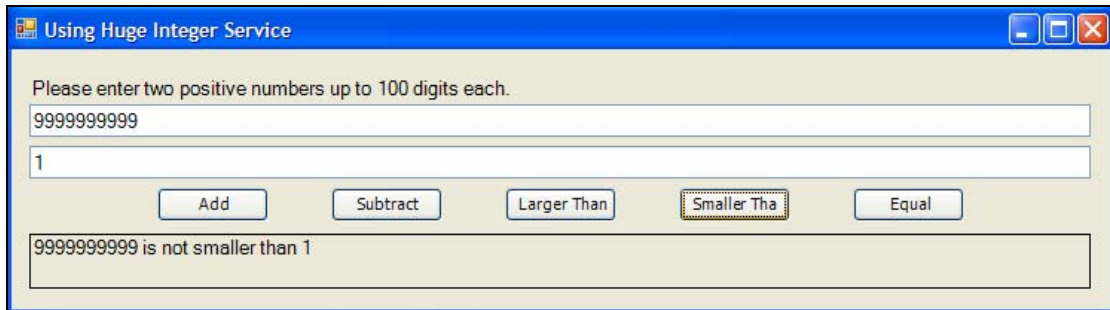 Using Huge Integer Service
Please enter two positive numbers up to 100 digits each.
9999999999
1
Add Subtract Larger Than Smaller Tha Equal
9999999999 is not smaller than 1